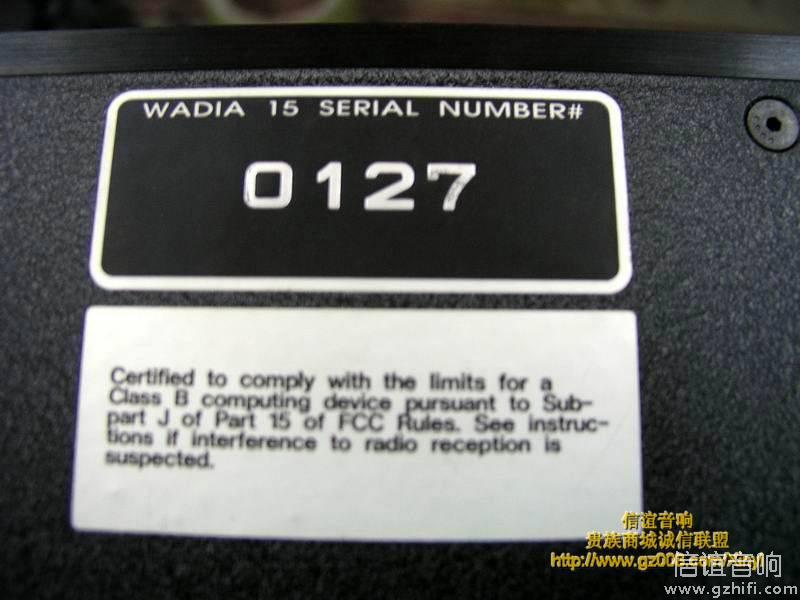 WADIA 15 SERIAL NUMBER#
0127
Certified to comply with the limits for a
Class B computing device pursuant to Sub-
part J of Part 15 of FCC Rules. See instruc-
tions if interference to radio reception is
suspected.
信谊音响
贵族商城诚信联盟
信谊音响
www.gzhifi.com